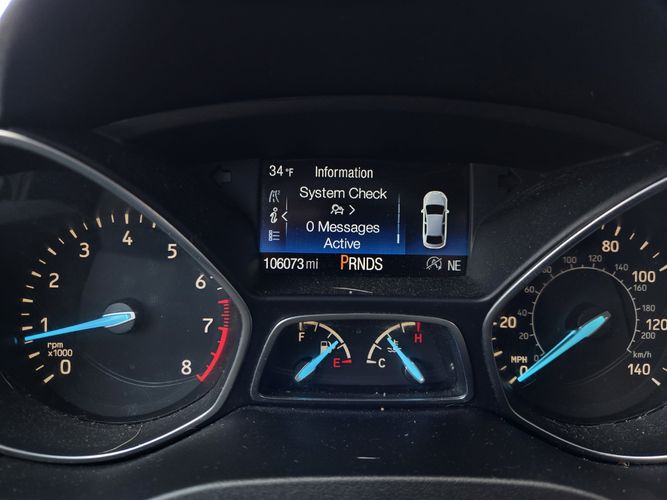 34 °F Information
System Check
0 Messages
Active
106073 mi PRNDS NE
0
1
2
3
4
5
6
7
8
rpm
x1000
F E
C H
MPH
0
20
80
100
120
140
0
20
40
60
80
100
120
140
160
180
200
km/h